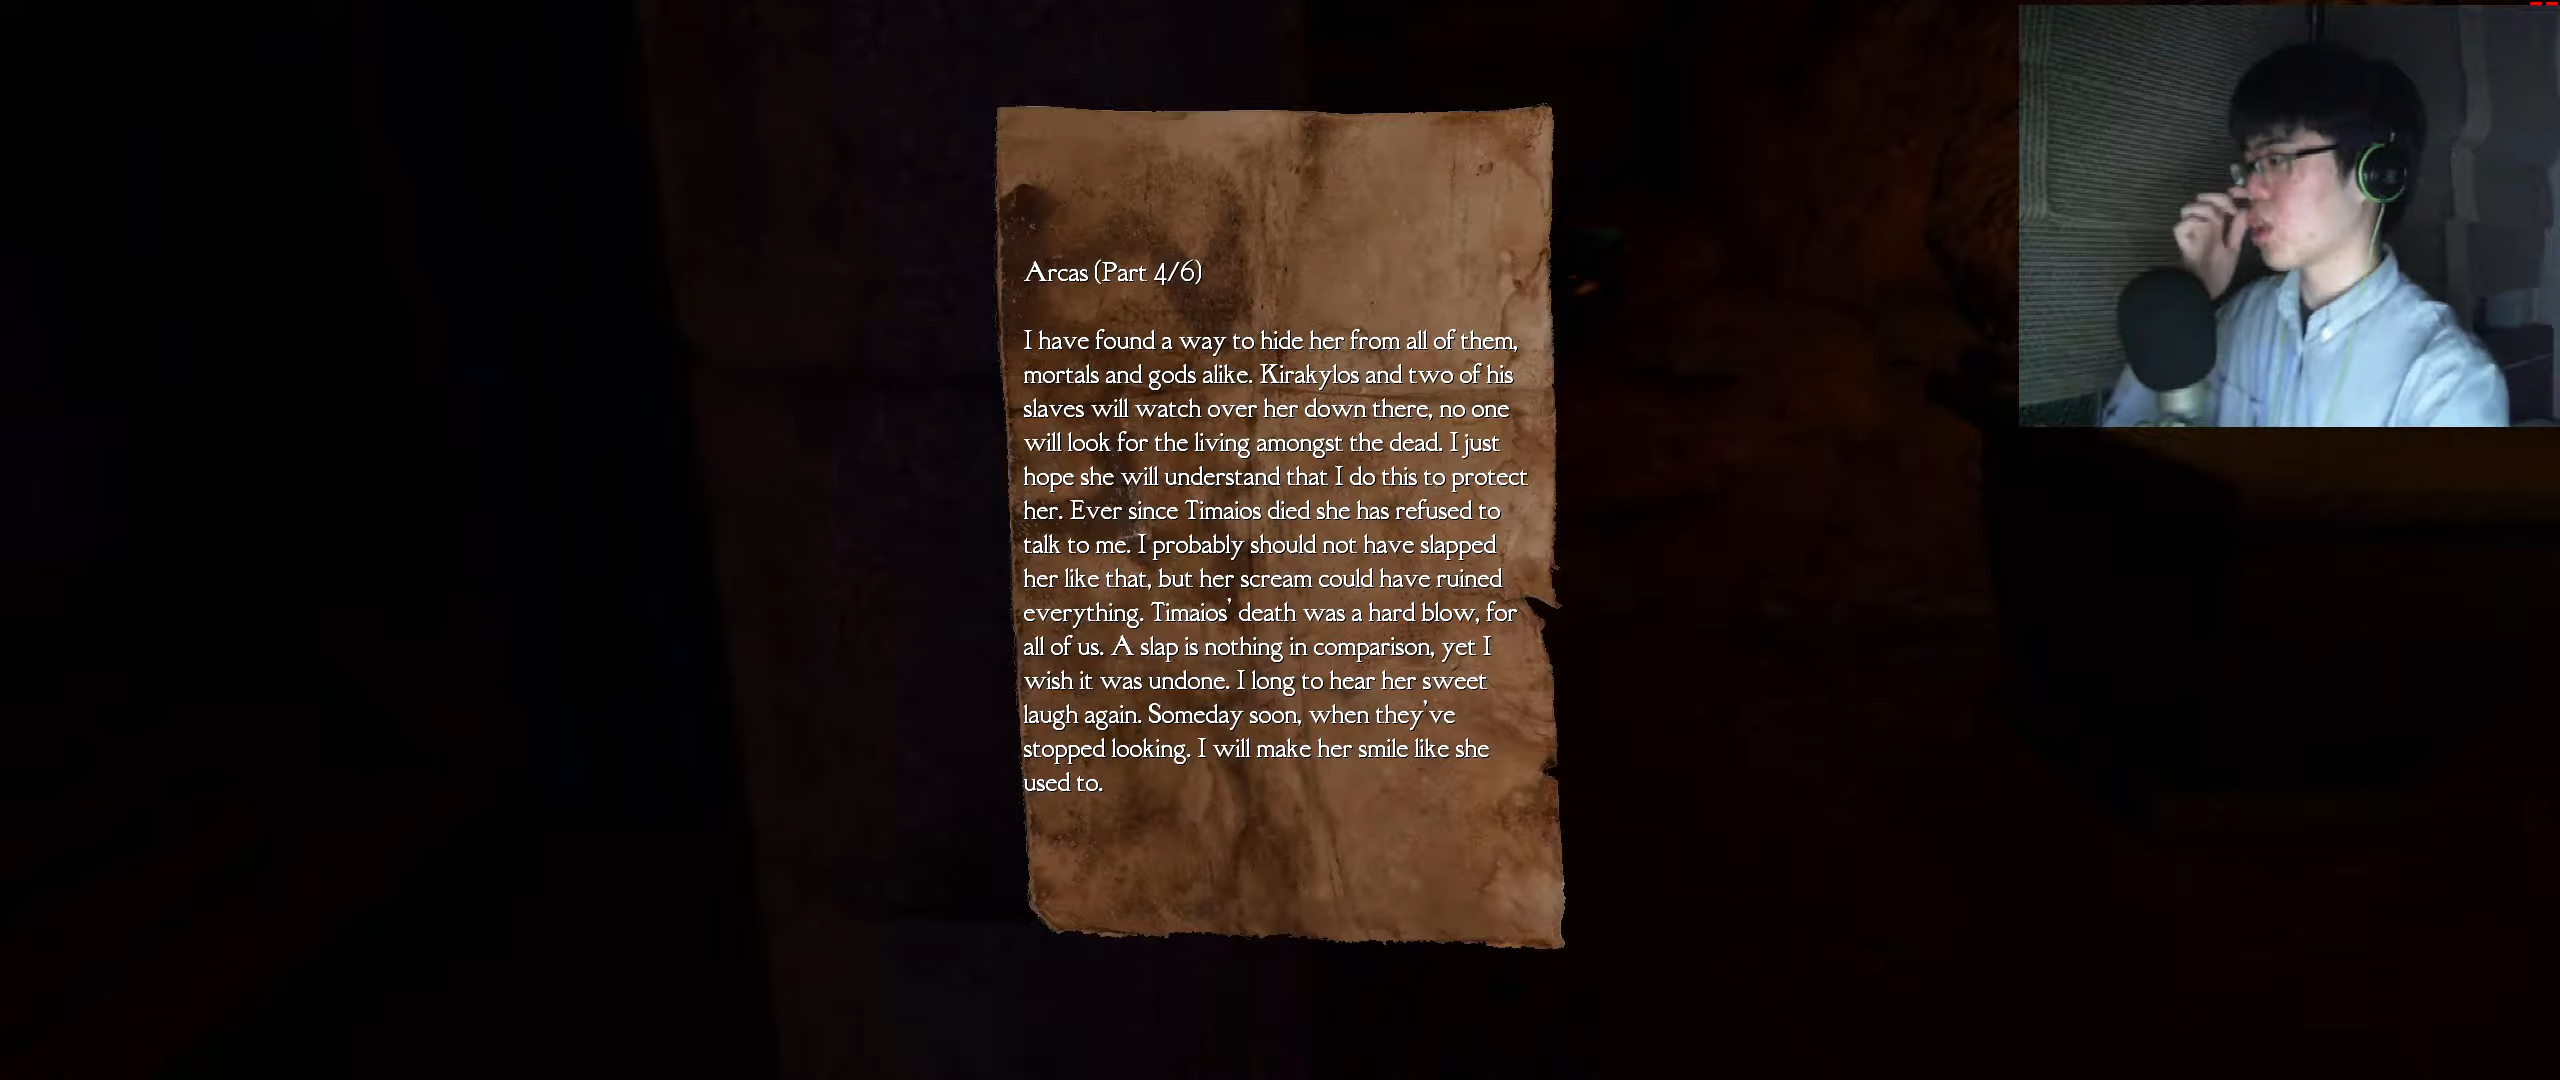 Arcas (Part 4/6)
I have found a way to hide her from all of them,
mortals and gods alike. Kirakylos and two of his
slaves will watch over her down there, no one
will look for the living amongst the dead. I just
hope she will understand that I do this to protect
her. Ever since Timaios died she has refused to
talk to me. I probably should not have slapped
her like that, but her scream could have ruined
everything. Timaios' death was a hard blow, for
all of us. A slap is nothing in comparison, yet I
wish it was undone. I long to hear her sweet
laugh again. Someday soon, when they've
stopped looking. I will make her smile like she
used to.